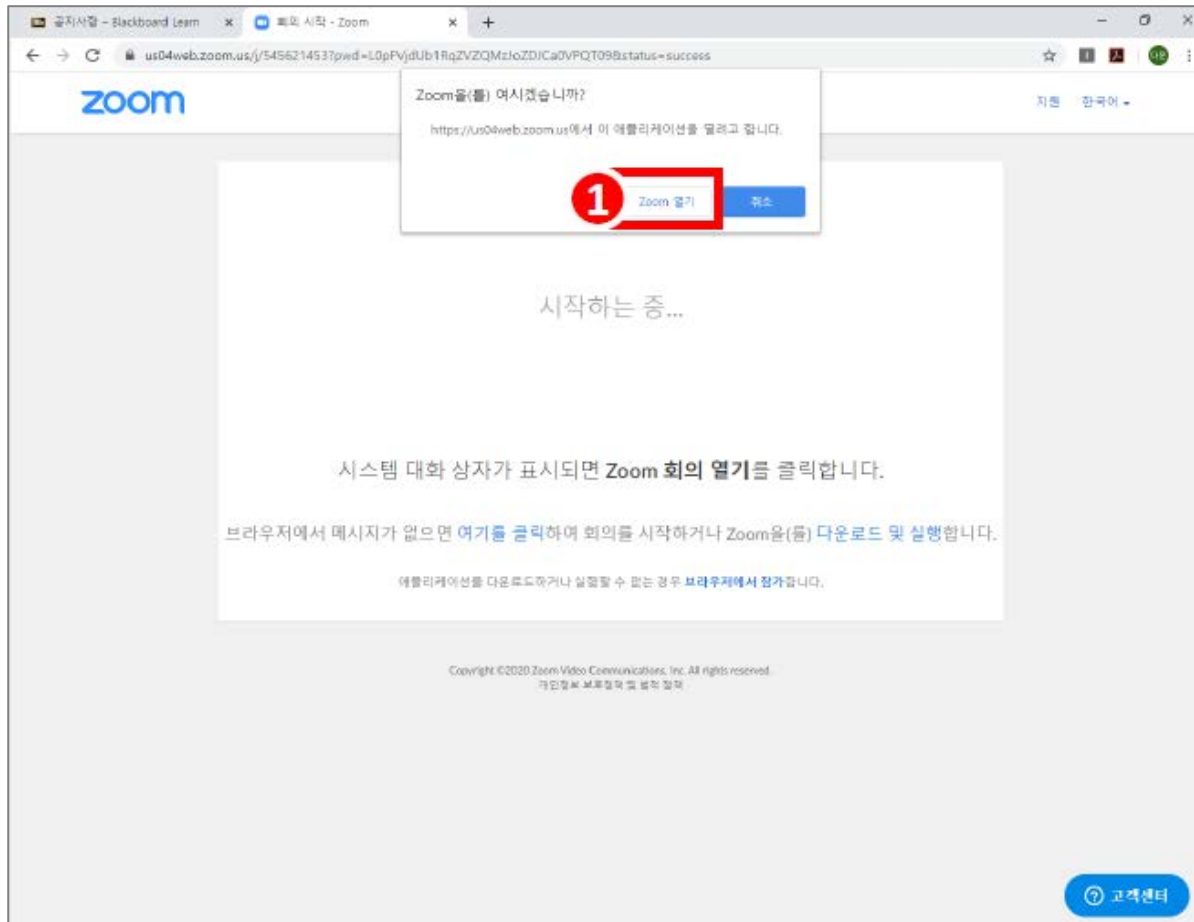 공지사항 – Blackboard Learn
회의 시작 - Zoom
zoom
지원 한국어
Zoom을(를) 여시겠습니까?
https://us04web.zoom.us에서 이 애플리케이션을 열려고 합니다.
1
Zoom 열기
취소
시작하는 중...
시스템 대화 상자가 표시되면 Zoom 회의 열기를 클릭합니다.
브라우저에서 메시지가 없으면 여기를 클릭하여 회의를 시작하거나 Zoom을(를) 다운로드 및 실행합니다.
애플리케이션을 다운로드하거나 실행할 수 없는 경우 브라우저에서 참가합니다.
Copyright ©2020 Zoom Video Communications, Inc. All rights reserved.
개인정보 보호정책 및 법적 정책
고객센터